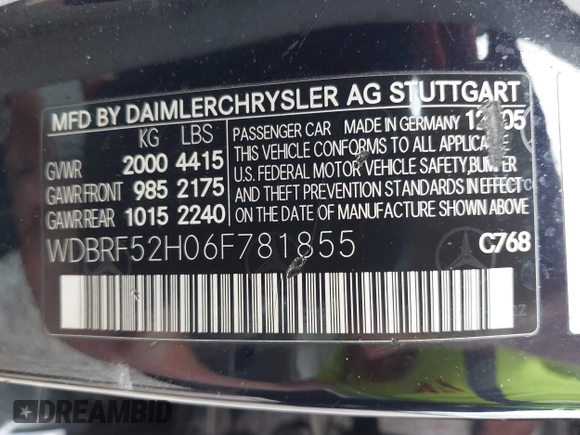 MFD BY DAIMLERCHRYSLER AG STUTTGART
KG LBS
GVWR 2000 4415
GAWR FRONT 985 2175
GAWR REAR 1015 2240
PASSENGER CAR MADE IN GERMANY
THIS VEHICLE CONFORMS TO ALL APPLICABLE
U.S. FEDERAL MOTOR VEHICLE SAFETY, BUMPER
AND THEFT PREVENTION STANDARDS IN EFFECT
ON THE DATE OF MANUFACTURE SHOWN ABOVE.
WDBRF52H06F781855 C768
DREAMBID